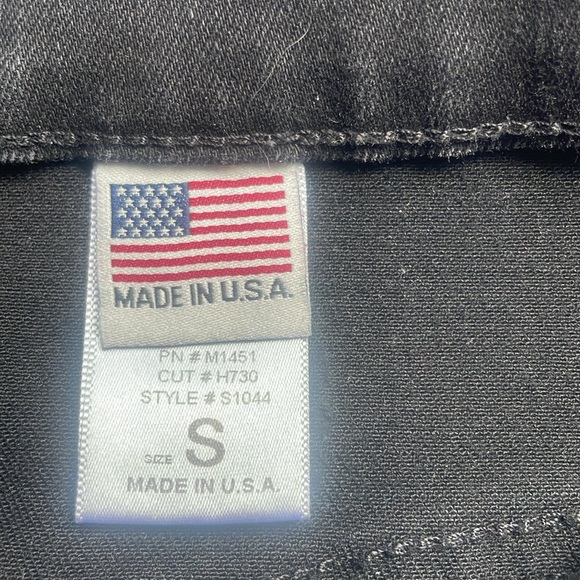 MADE IN U.S.A.
PN # M1451
CUT # H730
STYLE # S1044
SIZE S
MADE IN U.S.A.